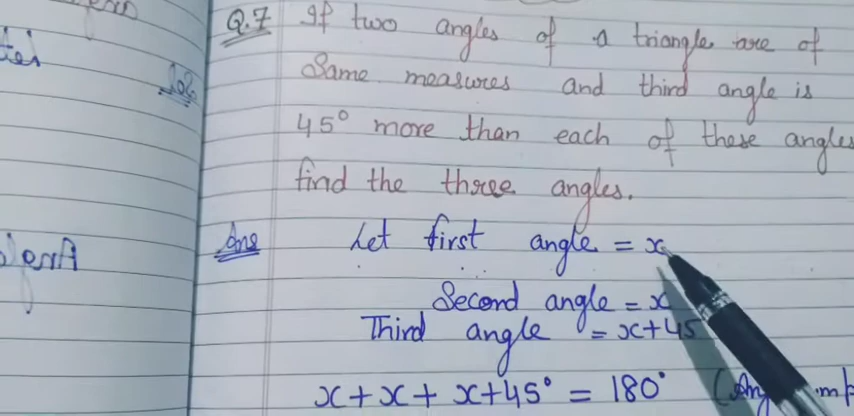 Q.7 If two angles of a triangle are of
Same measures and third angle is
45° more than each of these angles
find the three angles.
Ans Let first angle = x
Second angle = x
Third angle = x+45
x + x + x+45° = 180°